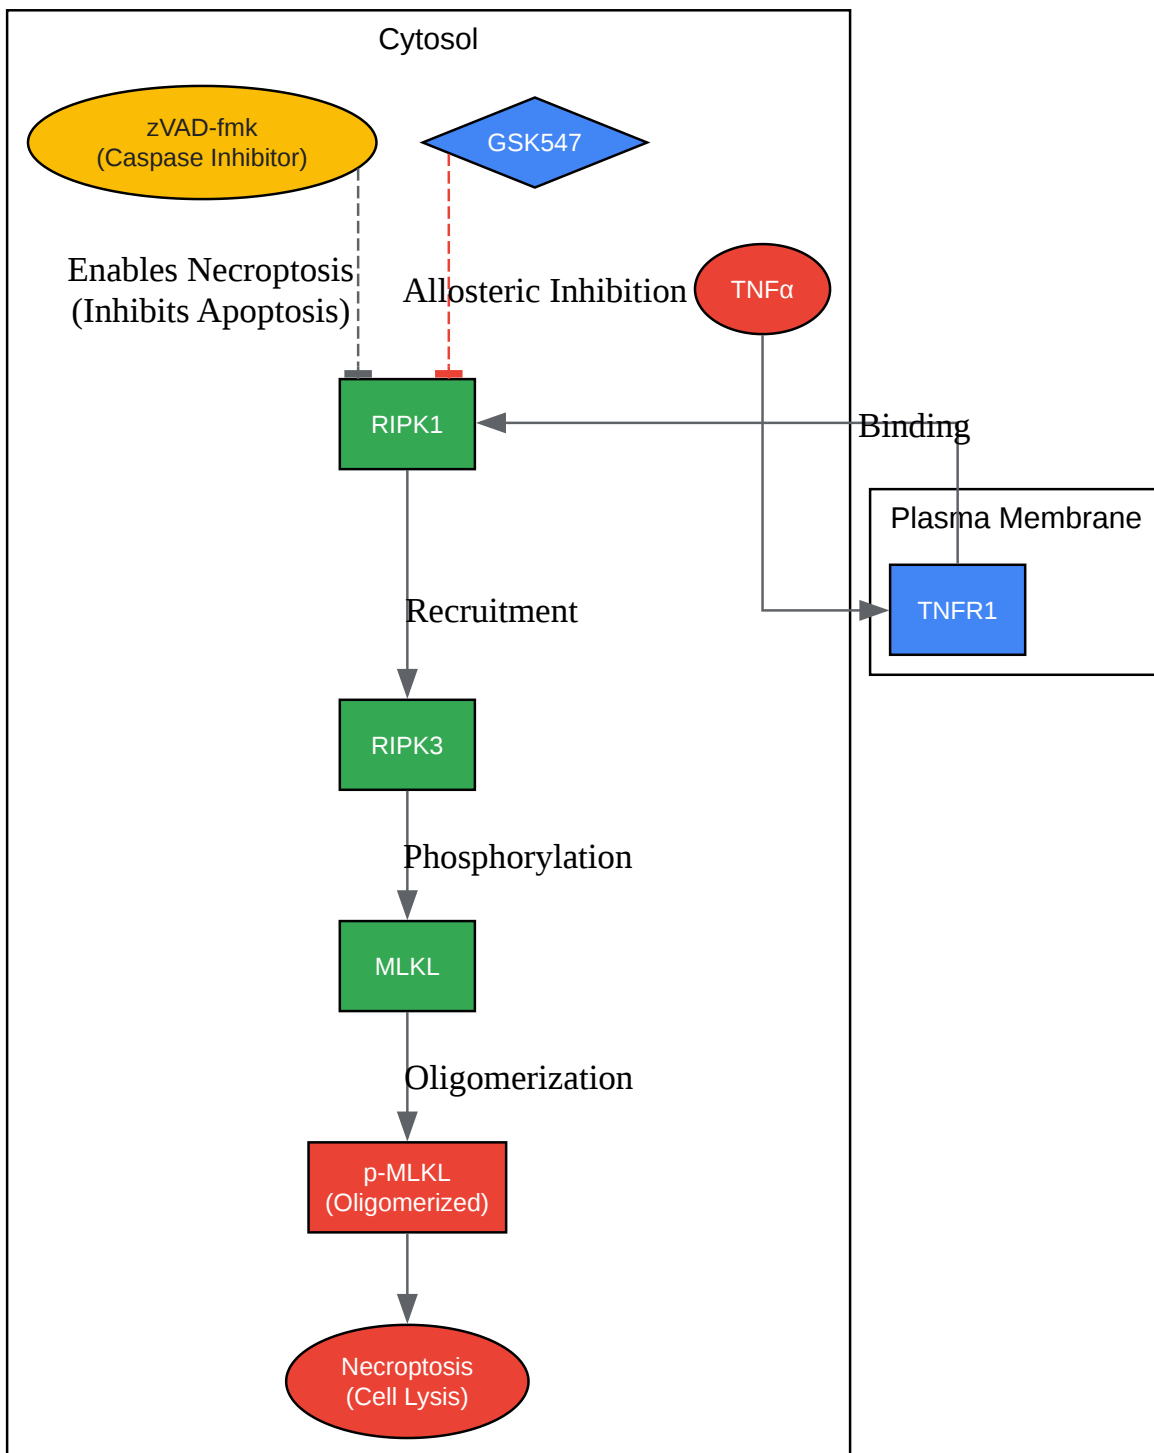 Cytosol
zVAD-fmk
(Caspase Inhibitor)
GSK547
Enables Necroptosis
(Inhibits Apoptosis)
Allosteric Inhibition
TNFα
RIPK1
Binding
Plasma Membrane
TNFR1
Recruitment
RIPK3
Phosphorylation
MLKL
Oligomerization
p-MLKL
(Oligomerized)
Necroptosis
(Cell Lysis)